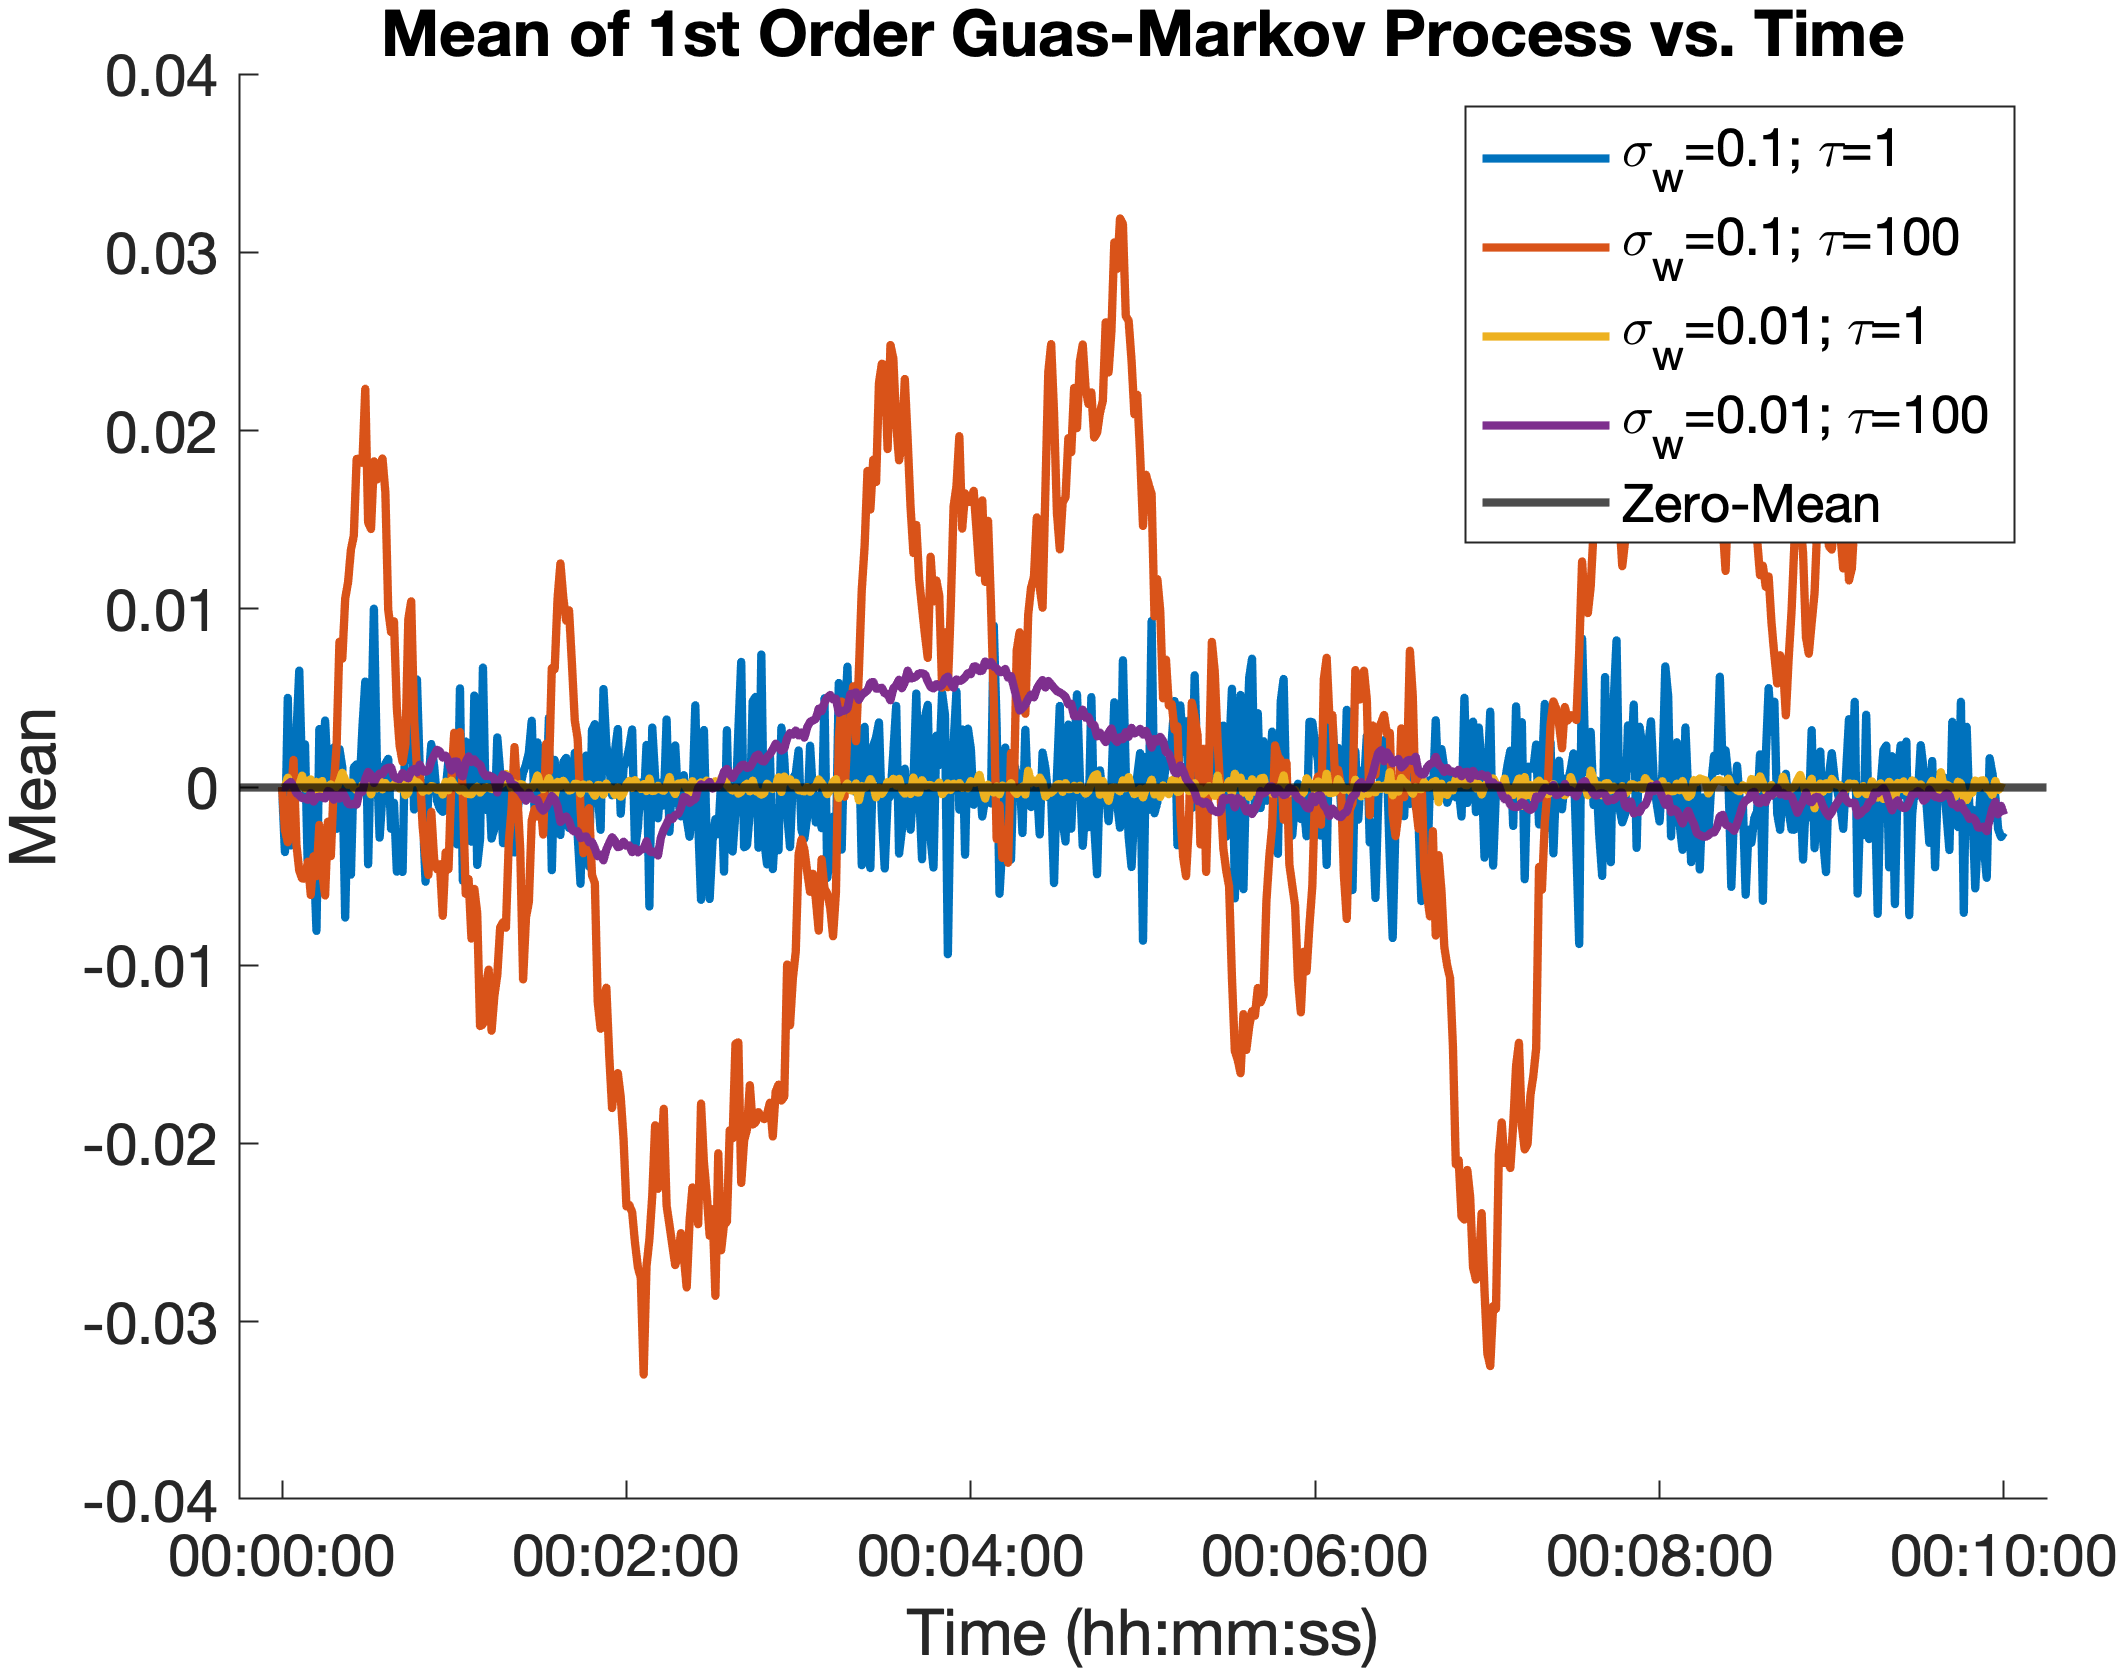 Mean of 1st Order Guas-Markov Process vs. Time
0.04
0.03
0.02
0.01
0
-0.01
-0.02
-0.03
-0.04
Mean
σw=0.1; τ=1
σw=0.1; τ=100
σw=0.01; τ=1
σw=0.01; τ=100
Zero-Mean
00:00:00 00:02:00 00:04:00 00:06:00 00:08:00 00:10:00
Time (hh:mm:ss)